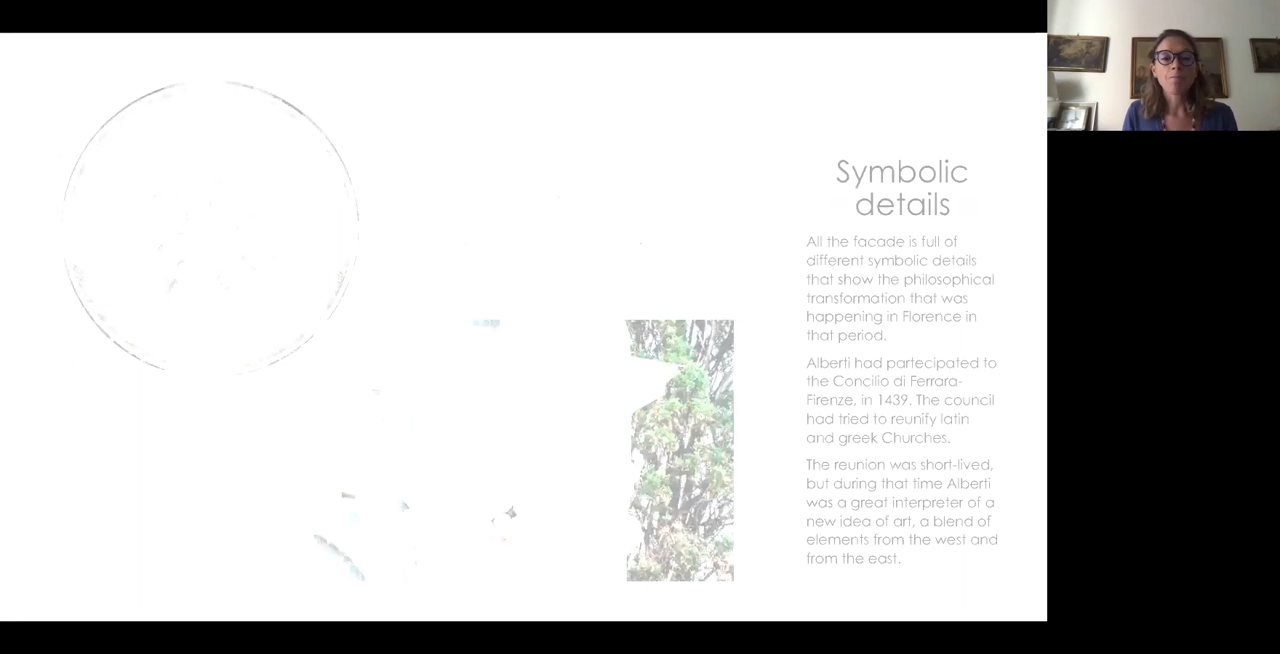 Symbolic
details
All the facade is full of
different symbolic details
that show the philosophical
transformation that was
happening in Florence in
that period.
Alberti had partecipated to
the Concilio di Ferrara-
Firenze, in 1439. The council
had tried to reunify latin
and greek Churches.
The reunion was short-lived,
but during that time Alberti
was a great interpreter of a
new idea of art, a blend of
elements from the west and
from the east.